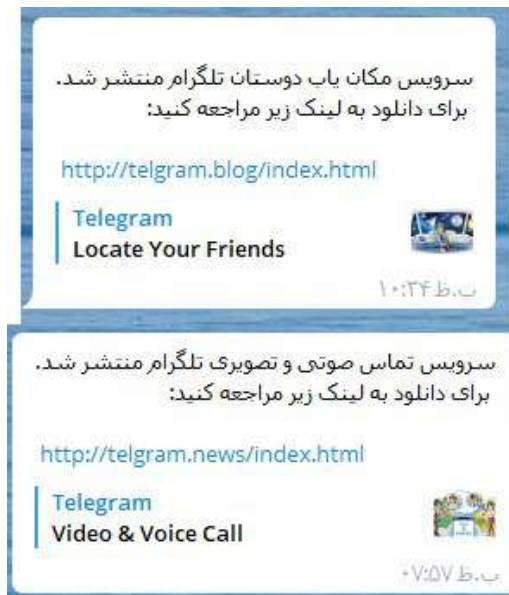 سرویس مکان یاب دوستان تلگرام منتشر شد.
برای دانلود به لینک زیر مراجعه کنید:
http://telgram.blog/index.html
Telegram
Locate Your Friends
۱۰:۳۴ ب.ظ
سرویس تماس صوتی و تصویری تلگرام منتشر شد.
برای دانلود به لینک زیر مراجعه کنید:
http://telgram.news/index.html
Telegram
Video & Voice Call
۰۷:۵۷ ب.ظ